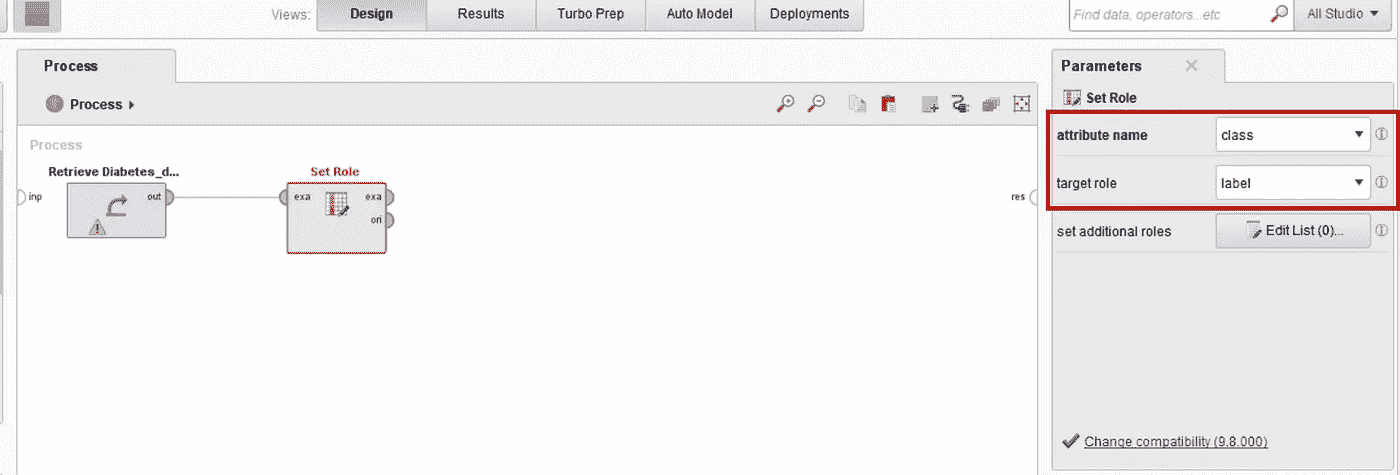 Views: Design Results Turbo Prep Auto Model Deployments Find data, operators...etc All Studio
Process
Process
Process
Retrieve Diabetes_d...
inp
out
Set Role
exa exa
ori
res
Parameters
Set Role
attribute name class
target role label
set additional roles Edit List (0)...
Change compatibility (9.8.000)